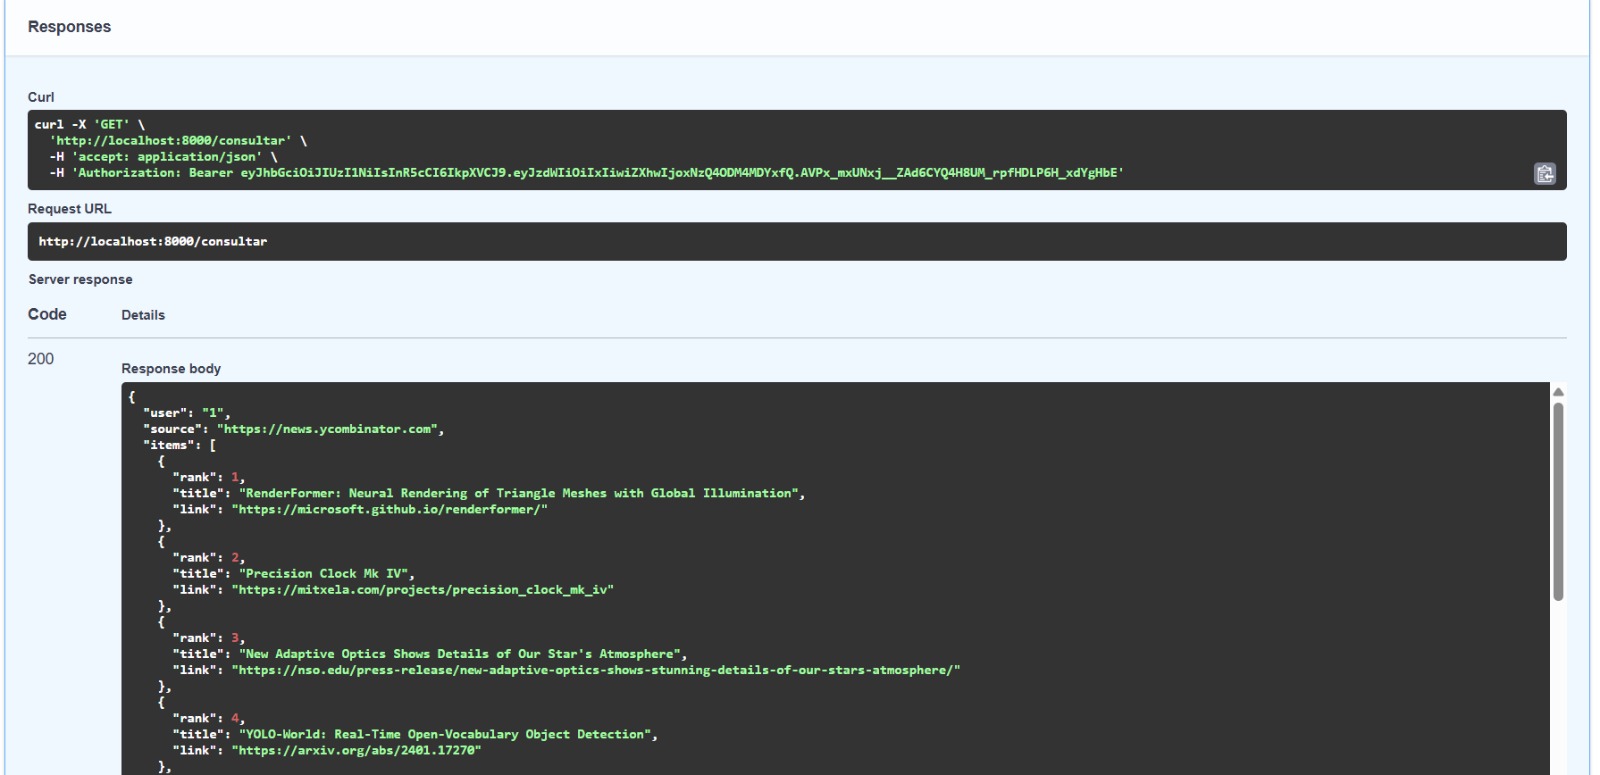 Responses
Curl
curl -X 'GET' \
  'http://localhost:8000/consultar' \
  -H 'accept: application/json' \
  -H 'Authorization: Bearer eyJhbGciOiJIUzI1NiIsInR5cCI6IkpXVCJ9.eyJzdWIiOiIxIiwiZXhwIjoxNzQ4ODM4MDYxfQ.AVPx_mxUNxj__ZAd6CYQ4H8UM_rpfHDLP6H_xdYgHbE'
Request URL
http://localhost:8000/consultar
Server response
Code Details
200
Response body
{
  "user": "1",
  "source": "https://news.ycombinator.com",
  "items": [
    {
      "rank": 1,
      "title": "RenderFormer: Neural Rendering of Triangle Meshes with Global Illumination",
      "link": "https://microsoft.github.io/renderformer/"
    },
    {
      "rank": 2,
      "title": "Precision Clock Mk IV",
      "link": "https://mitxela.com/projects/precision_clock_mk_iv"
    },
    {
      "rank": 3,
      "title": "New Adaptive Optics Shows Details of Our Star's Atmosphere",
      "link": "https://nso.edu/press-release/new-adaptive-optics-shows-stunning-details-of-our-stars-atmosphere/"
    },
    {
      "rank": 4,
      "title": "YOLO-World: Real-Time Open-Vocabulary Object Detection",
      "link": "https://arxiv.org/abs/2401.17270"
    },